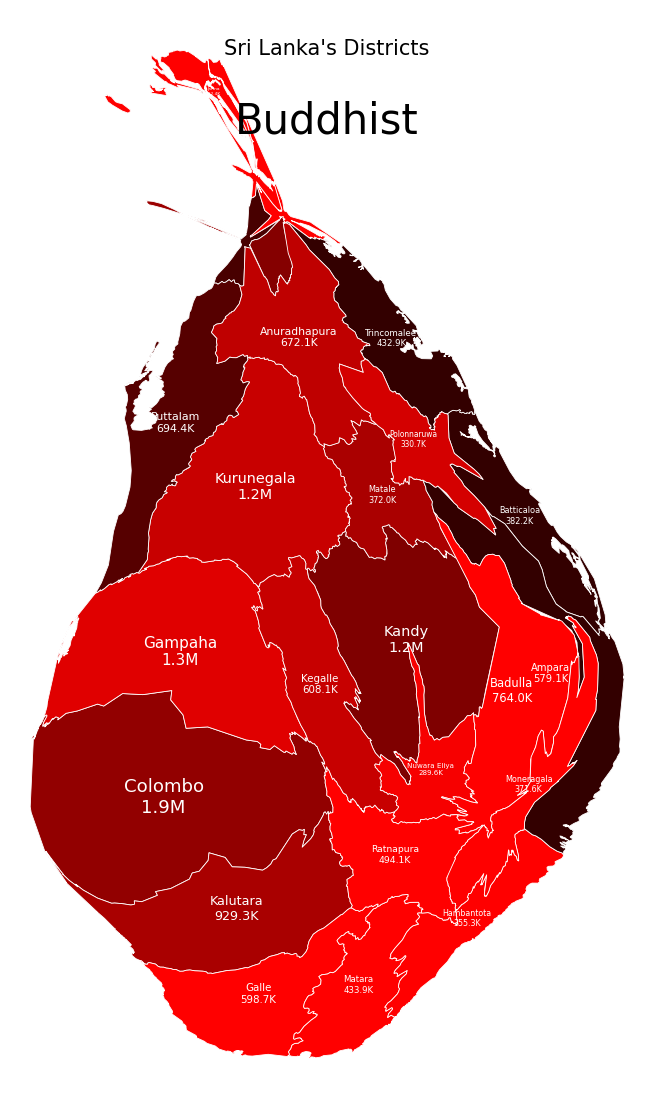 Sri Lanka's Districts
Buddhist
Anuradhapura
672.1K
Trincomalee
432.9K
Puttalam
694.4K
Polonnaruwa
330.7K
Kurunegala
1.2M
Matale
372.0K
Batticaloa
382.2K
Gampaha
1.3M
Kandy
1.2M
Kegalle
608.1K
Ampara
579.1K
Badulla
764.0K
Nuwara Eliya
289.6K
Moneragala
371.6K
Colombo
1.9M
Ratnapura
494.1K
Kalutara
929.3K
Hambantota
355.3K
Galle
598.7K
Matara
433.9K